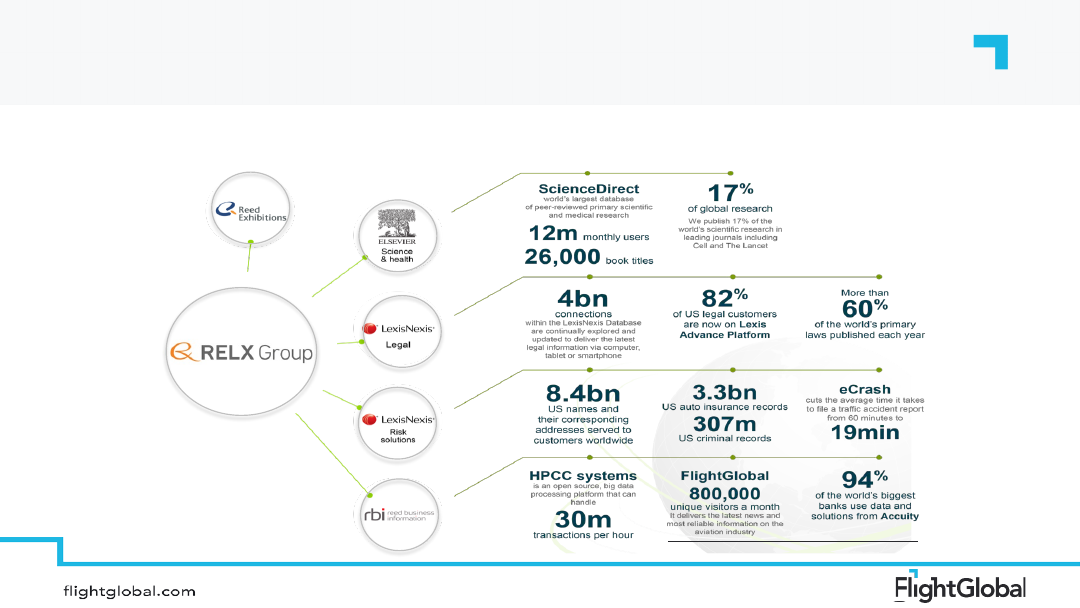 Reed
Exhibitions
ELSEVIER
Science
& health
RELX Group
LexisNexis
Legal
LexisNexis
Risk
solutions
rbi reed business
information
ScienceDirect
world's largest database
of peer-reviewed primary scientific
and medical research
12m monthly users
26,000 book titles
17%
of global research
We publish 17% of the
world's scientific research in
leading journals including
Cell and The Lancet
4bn
connections
within the LexisNexis Database
are continually explored and
updated to deliver the latest
legal information via computer,
tablet or smartphone
82%
of US legal customers
are now on Lexis
Advance Platform
More than
60%
of the world's primary
laws published each year
8.4bn
US names and
their corresponding
addresses served to
customers worldwide
3.3bn
US auto insurance records
307m
US criminal records
eCrash
cuts the average time it takes
to file a traffic accident report
from 60 minutes to
19min
HPCC systems
is an open source, big data
processing platform that can
handle
30m
transactions per hour
FlightGlobal
800,000
unique visitors a month
It delivers the latest news and
most reliable information on the
aviation industry
94%
of the world's biggest
banks use data and
solutions from Accuity
flightglobal.com
FlightGlobal